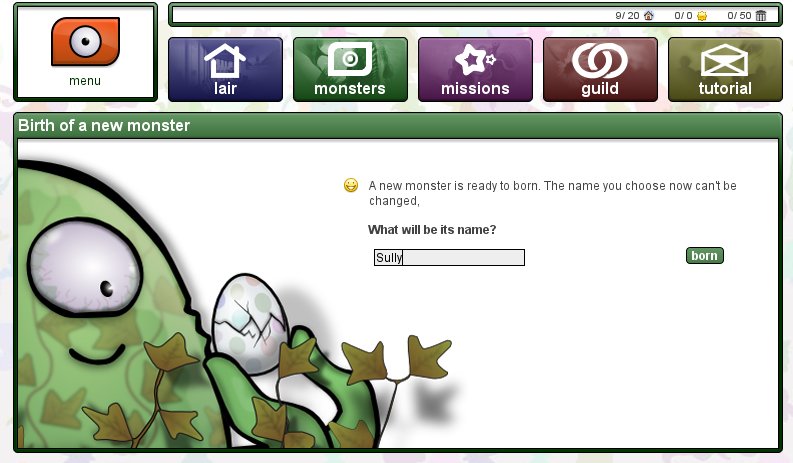 9/ 20 0/ 0 0/ 50
menu
lair monsters missions guild tutorial
Birth of a new monster
A new monster is ready to born. The name you choose now can't be
changed,
What will be its name?
Sully born